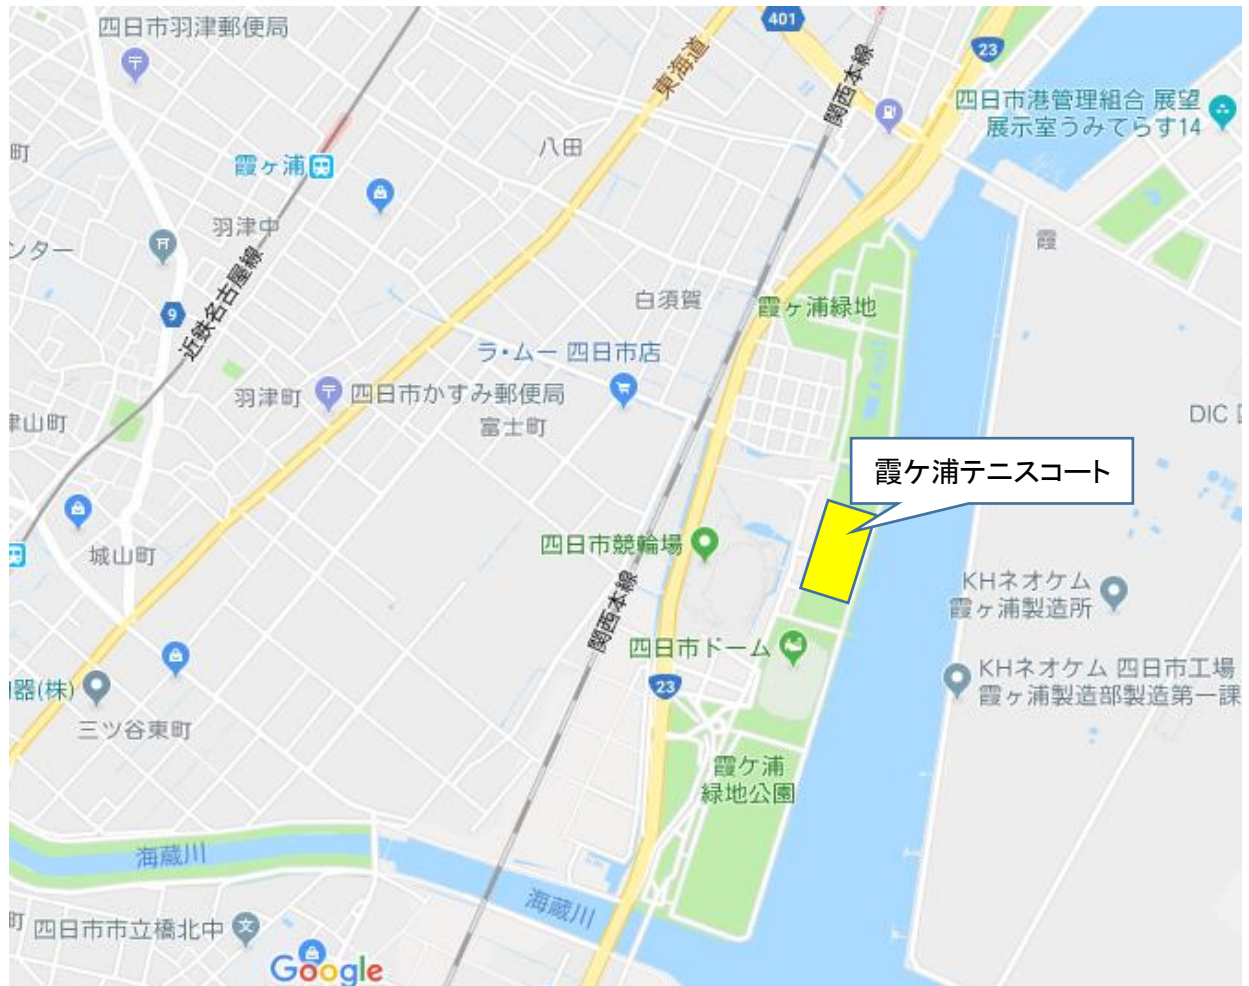 四日市羽津郵便局
401
23
東海道
関西本線
四日市港管理組合 展望
展示室うみてらす14
町
八田
霞ヶ浦
羽津中
ンター
霞
近鉄名古屋線
9
白須賀
霞ヶ浦緑地
ラ・ムー 四日市店
羽津町
四日市かすみ郵便局
富士町
DIC
山町
霞ケ浦テニスコート
城山町
四日市競輪場
関西本線
KHネオケム
霞ヶ浦製造所
四日市ドーム
KHネオケム 四日市工場
霞ヶ浦製造部製造第一課
23
器(株)
三ツ谷東町
霞ケ浦
緑地公園
海蔵川
海蔵川
町
四日市市立橋北中
文
Google